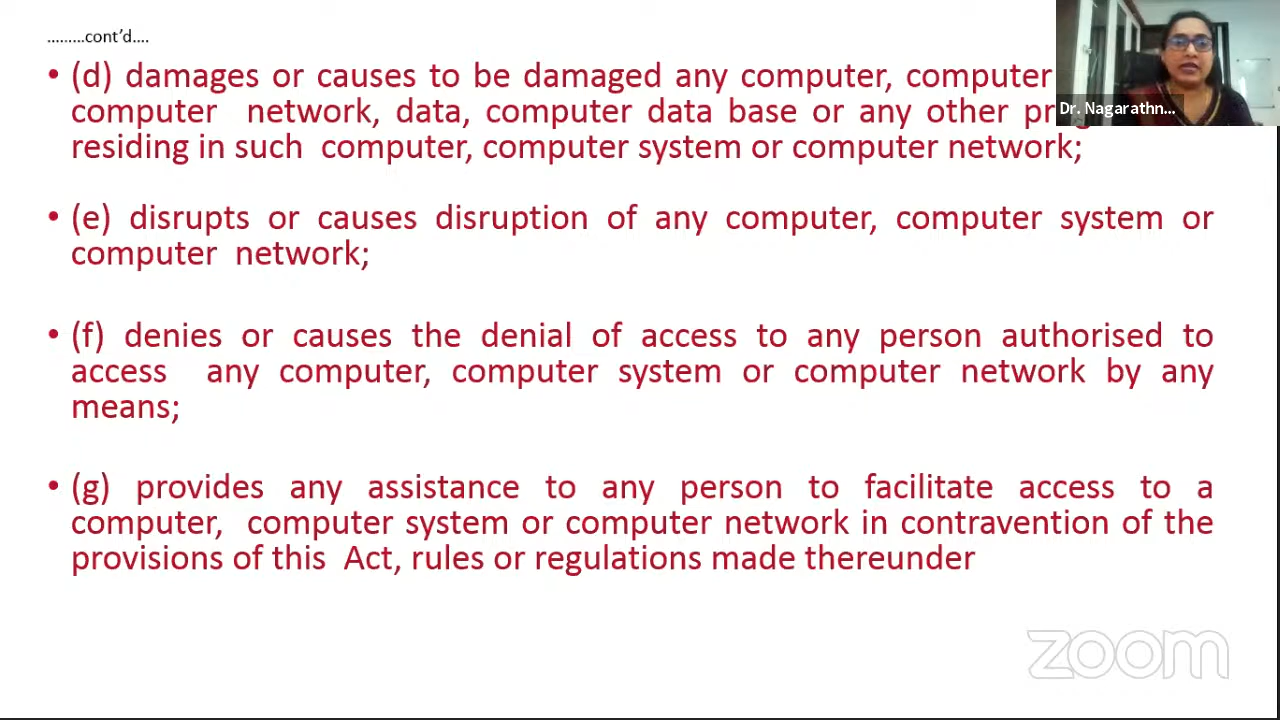 ………cont’d….
• (d) damages or causes to be damaged any computer, computer
computer network, data, computer data base or any other
residing in such computer, computer system or computer network;
• (e) disrupts or causes disruption of any computer, computer system or
computer network;
• (f) denies or causes the denial of access to any person authorised to
access any computer, computer system or computer network by any
means;
• (g) provides any assistance to any person to facilitate access to a
computer, computer system or computer network in contravention of the
provisions of this Act, rules or regulations made thereunder
Dr. Nagarathn...
zoom